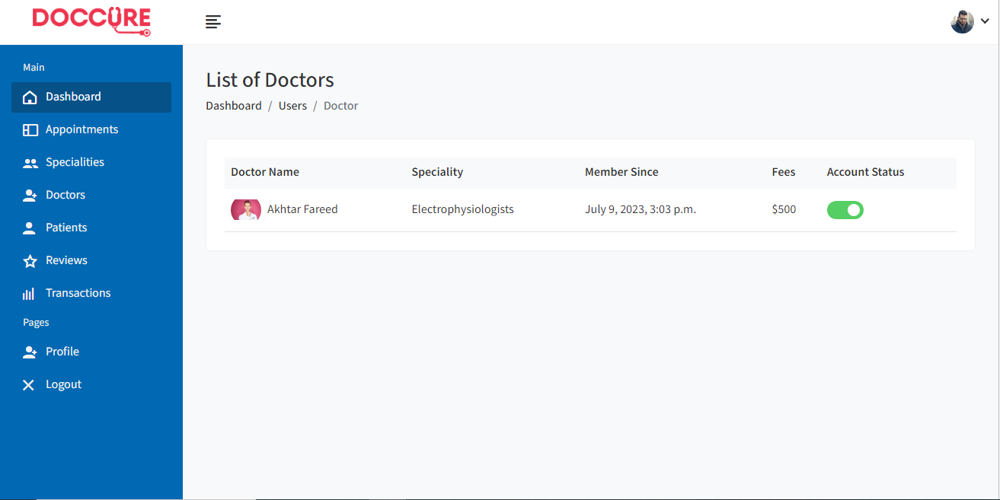 DOCCURE
Main
Dashboard
Appointments
Specialities
Doctors
Patients
Reviews
Transactions
Pages
Profile
Logout
List of Doctors
Dashboard / Users / Doctor
Doctor Name Speciality Member Since Fees Account Status
Akhtar Fareed Electrophysiologists July 9, 2023, 3:03 p.m. $500